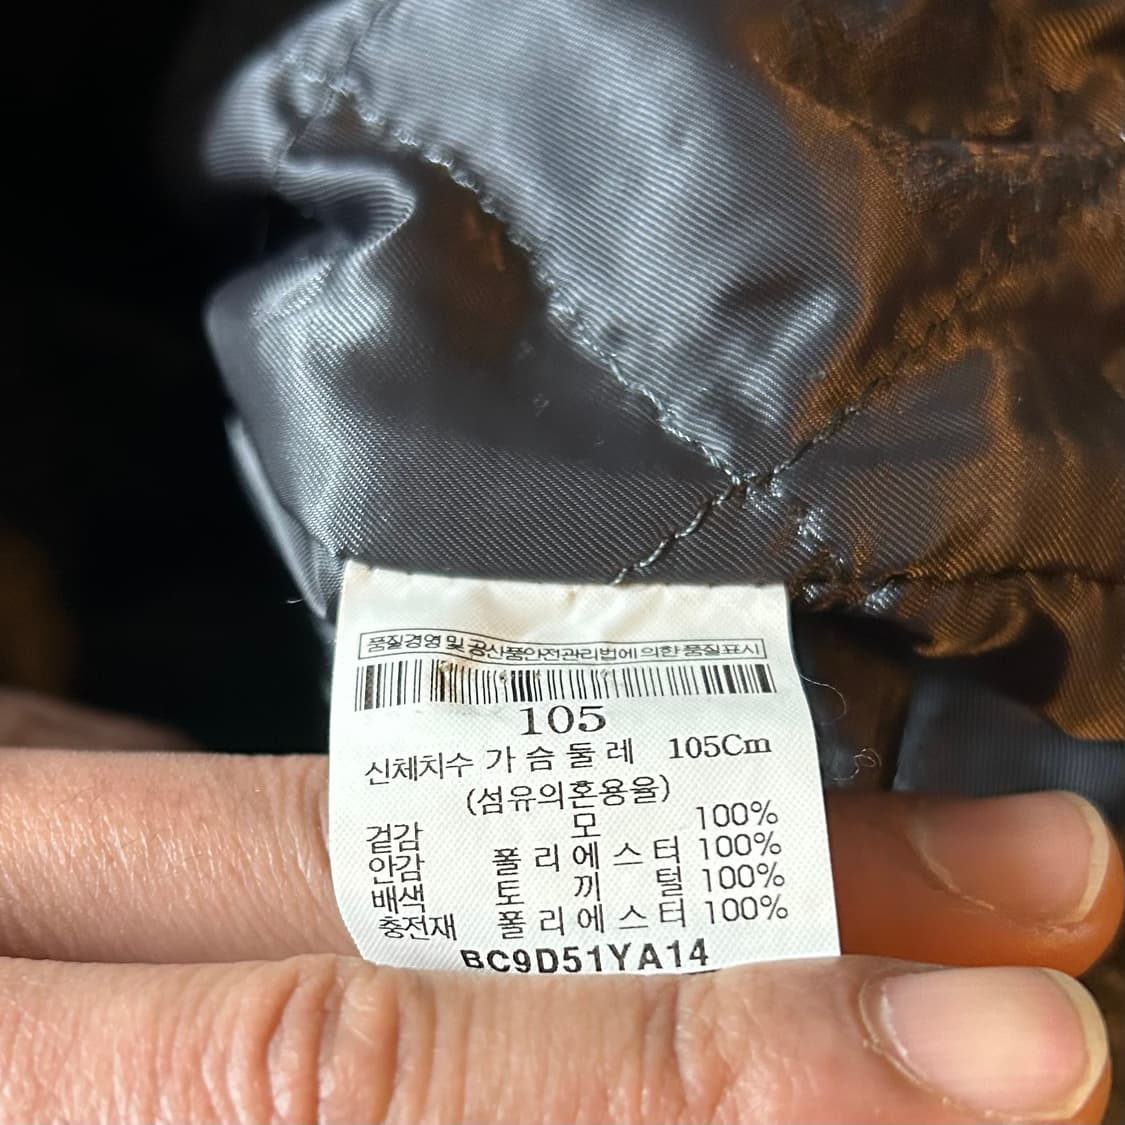 품질경영 및 공산품안전관리법에 의한 품질표시
105
신체치수 가 슴 둘 레 105Cm
(섬유의혼용율)
겉감 모 100%
안감 폴 리 에 스 터 100%
배색 토 끼 털 100%
충전재 폴 리 에 스 터 100%
BC9D51YA14